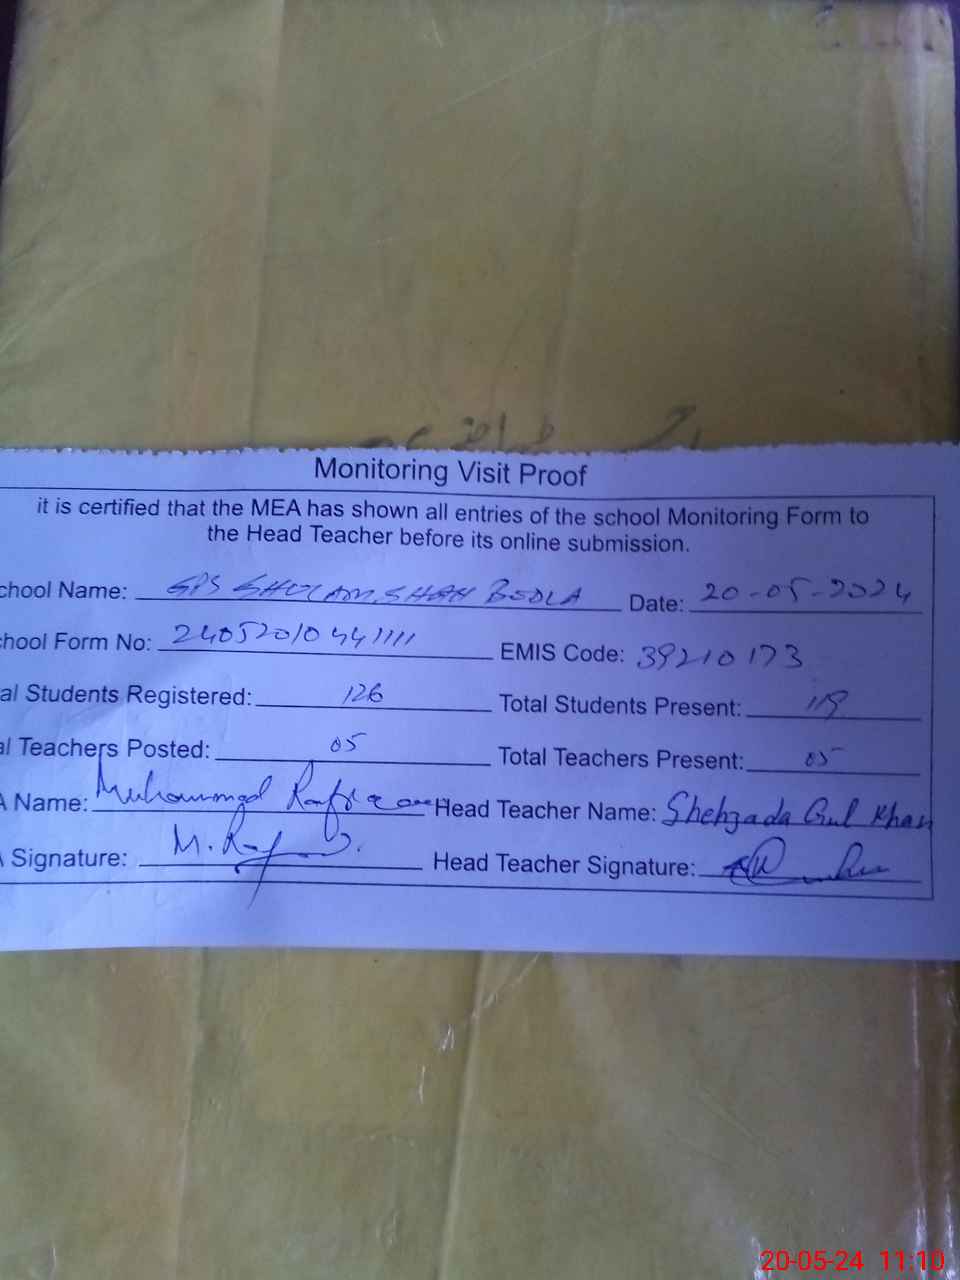 Monitoring Visit Proof
it is certified that the MEA has shown all entries of the school Monitoring Form to
the Head Teacher before its online submission.
chool Name: GPS GHULAM SHAH BODLA Date: 20-05-2024
chool Form No: 24052010441111 EMIS Code: 39210173
al Students Registered: 126 Total Students Present: 119
al Teachers Posted: 05 Total Teachers Present: 05
A Name: Muhammad Head Teacher Name: Shehzada Gul Khan
Signature: M. Head Teacher Signature:
20-05-24 11:10